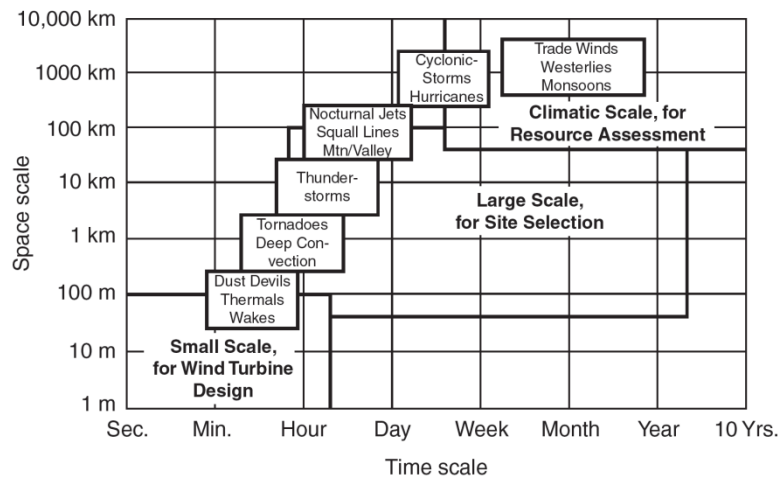 10,000 km
1000 km
100 km
10 km
1 km
100 m
10 m
1 m
Space scale
Cyclonic-
Storms
Hurricanes
Trade Winds
Westerlies
Monsoons
Climatic Scale, for
Resource Assessment
Nocturnal Jets
Squall Lines
Mtn/Valley
Thunder-
storms
Large Scale,
for Site Selection
Tornadoes
Deep Con-
vection
Dust Devils
Thermals
Wakes
Small Scale,
for Wind Turbine
Design
Sec. Min. Hour Day Week Month Year 10 Yrs.
Time scale